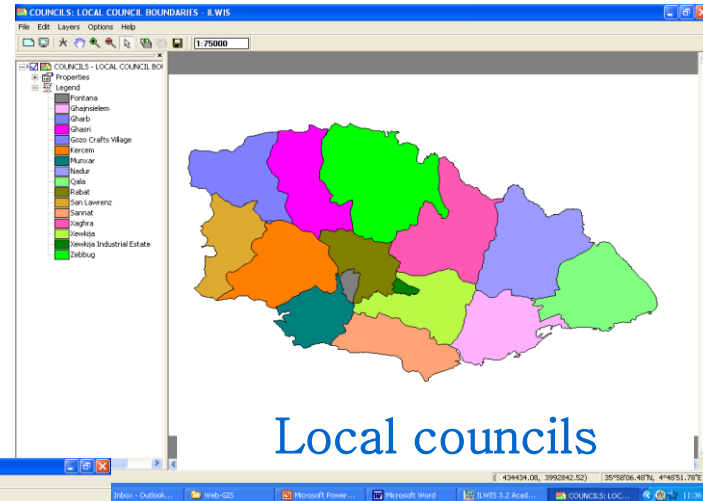 COUNCILS: LOCAL COUNCIL BOUNDARIES - ILWIS
File Edit Layers Options Help
1:75000
COUNCILS - LOCAL COUNCIL BO
Properties
Legend
Fontana
Ghajnsielem
Gharb
Ghasri
Gozo Crafts Village
Kercem
Munxar
Nadur
Qala
Rabat
San Lawrenz
Sannat
Xaghra
Xewkija
Xewkija Industrial Estate
Zebbug
Local councils
( 434434.08, 3992842.52) 35°58'06.48"N, 4°48'51.78"E
Inbox - Outlook... Web-GIS Microsoft Power... Microsoft Word ILWIS 3.2 Acad... COUNCILS: LOC... 11:36